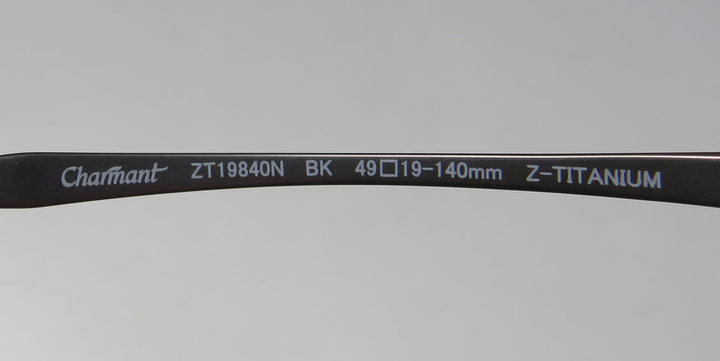 Charmant ZT19840N BK 49□19-140mm Z-TITANIUM